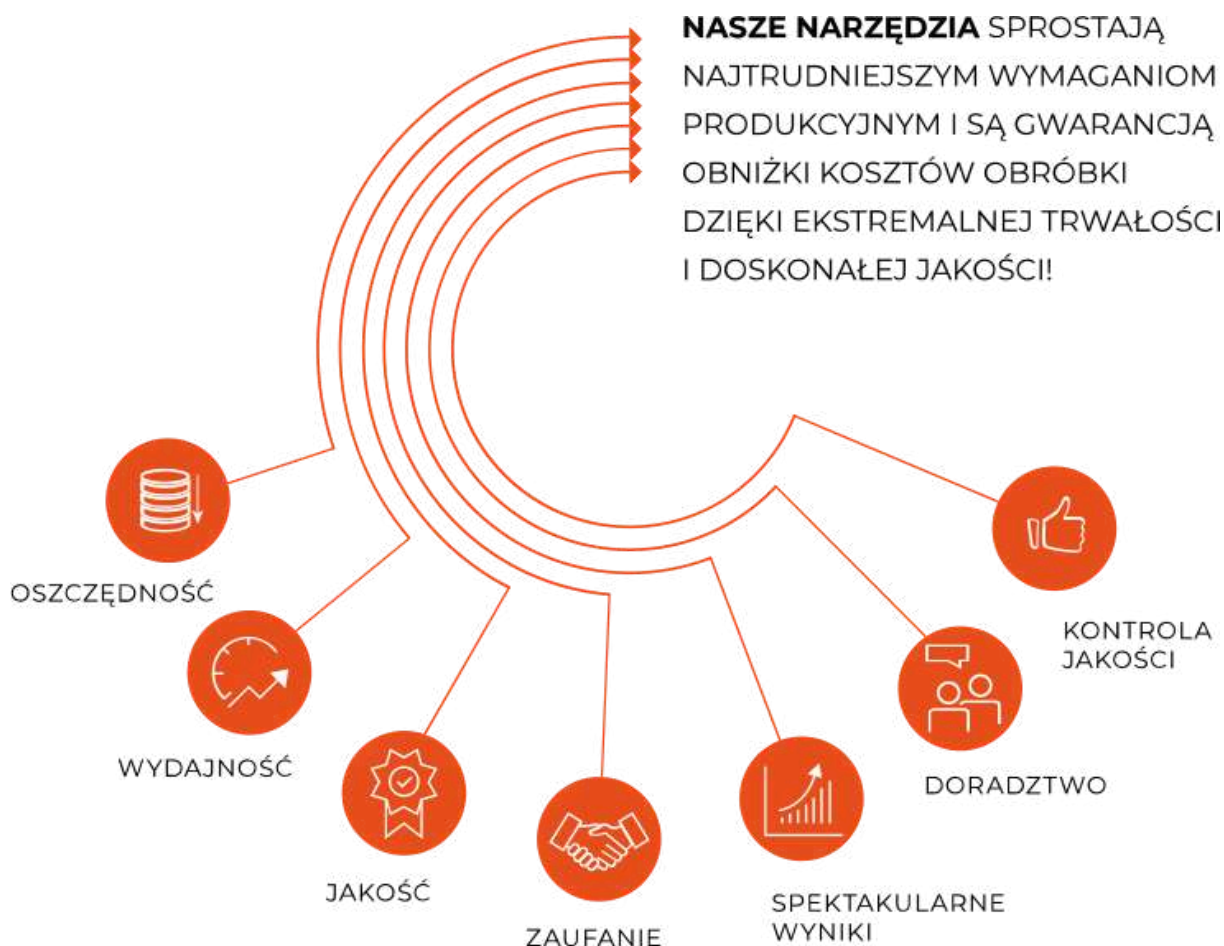 NASZE NARZĘDZIA SPROSTAJĄ
NAJTRUDNIEJSZYM WYMAGANIOM
PRODUKCYJNYM I SĄ GWARANCJĄ
OBNIŻKI KOSZTÓW OBRÓBKI
DZIĘKI EKSTREMALNEJ TRWAŁOŚCI
I DOSKONAŁEJ JAKOŚCI!
OSZCZĘDNOŚĆ
WYDAJNOŚĆ
JAKOŚĆ
ZAUFANIE
SPEKTAKULARNE
WYNIKI
DORADZTWO
KONTROLA
JAKOŚCI